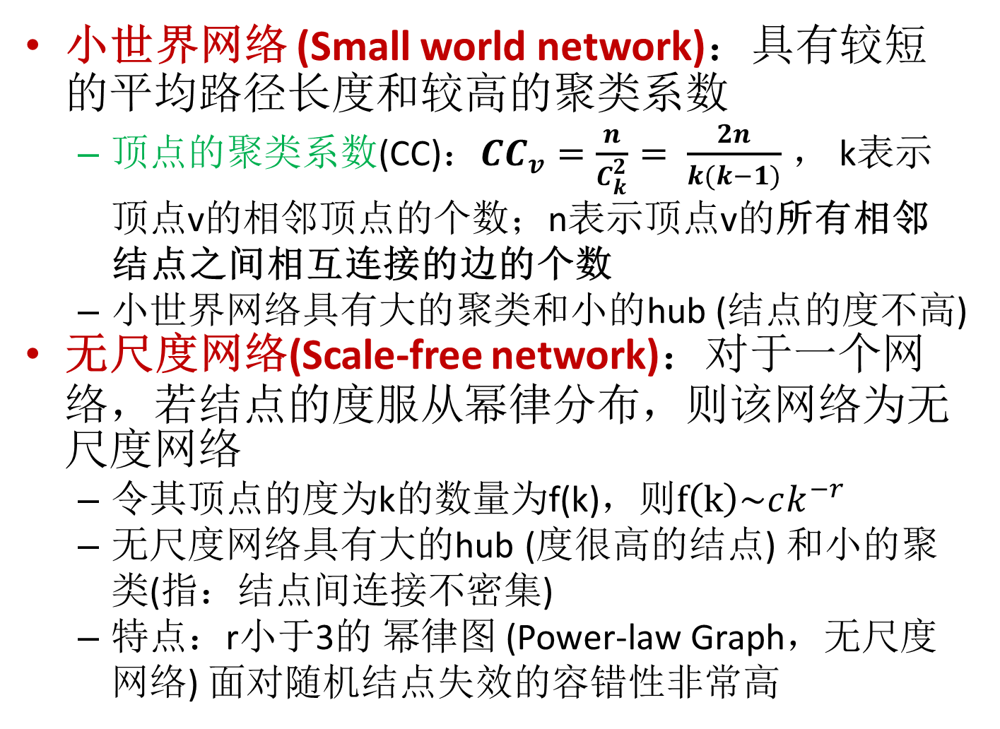 • 小世界网络 (Small world network)：具有较短
的平均路径长度和较高的聚类系数
– 顶点的聚类系数(CC)：$CC_v = \frac{n}{C_k^2} = \frac{2n}{k(k-1)}$， k表示
顶点v的相邻顶点的个数；n表示顶点v的所有相邻
结点之间相互连接的边的个数
– 小世界网络具有大的聚类和小的hub (结点的度不高)
• 无尺度网络(Scale-free network)：对于一个网
络，若结点的度服从幂律分布，则该网络为无
尺度网络
– 令其顶点的度为k的数量为f(k)，则f(k)~$ck^{-r}$
– 无尺度网络具有大的hub (度很高的结点) 和小的聚
类(指：结点间连接不密集)
– 特点：r小于3的 幂律图 (Power-law Graph，无尺度
网络) 面对随机结点失效的容错性非常高